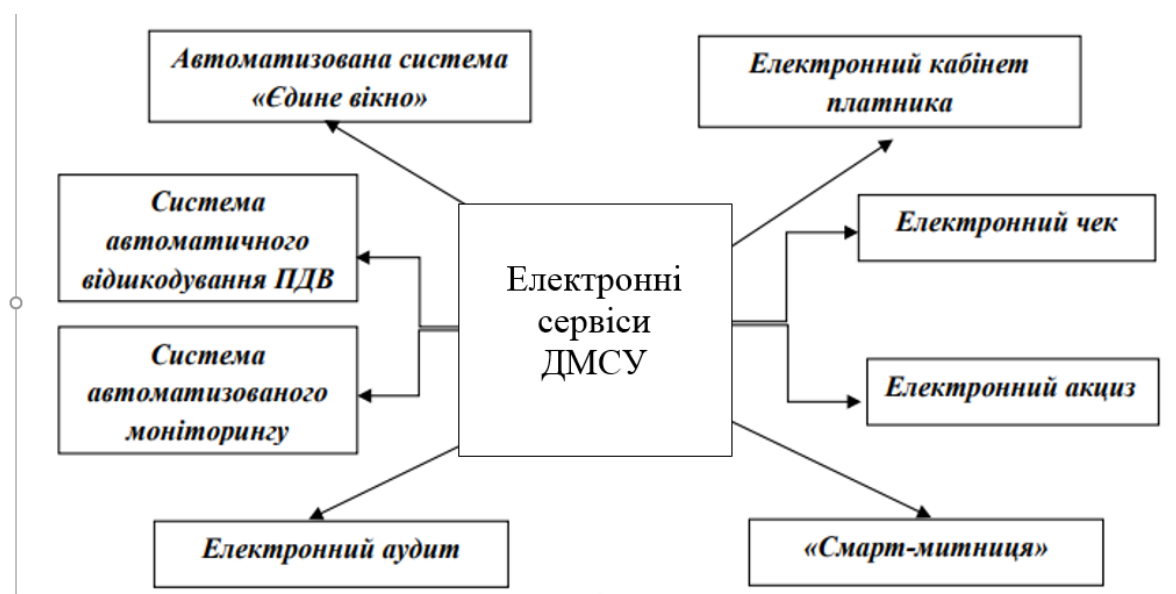 Автоматизована система
«Єдине вікно»
Електронний кабінет
платника
Система
автоматичного
відшкодування ПДВ
Електронний чек
Електронні
сервіси
ДМСУ
Система
автоматизованого
моніторингу
Електронний акциз
Електронний аудит
«Смарт-митниця»